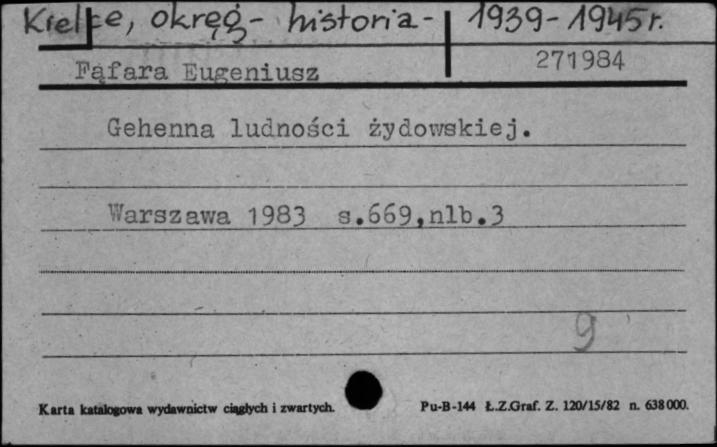 Kielce, okręg - historia - 1939-1945r.
Fąfara Eugeniusz 271984
Gehenna ludności żydowskiej.
Warszawa 1983 s.669,nlb.3
9
Karta katalogowa wydawnictw ciągłych i zwartych. Pu-B-144 Ł.Z.Graf. Z. 120/15/82 n. 638000.